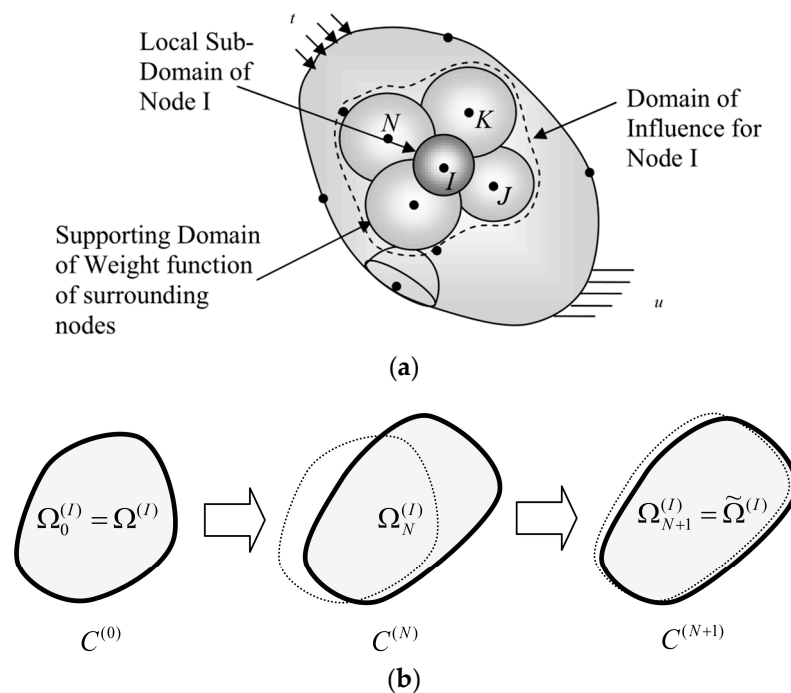 t
Local Sub-
Domain of
Node I
N
K
I
J
Domain of
Influence for
Node I
Supporting Domain
of Weight function
of surrounding
nodes
u
(a)
Ω₀⁽ᴵ⁾ = Ω⁽ᴵ⁾
Ω_N⁽ᴵ⁾
Ω_{N+1}⁽ᴵ⁾ = Ω̃⁽ᴵ⁾
C⁽⁰⁾
C⁽ᴺ⁾
C⁽ᴺ⁺¹⁾
(b)